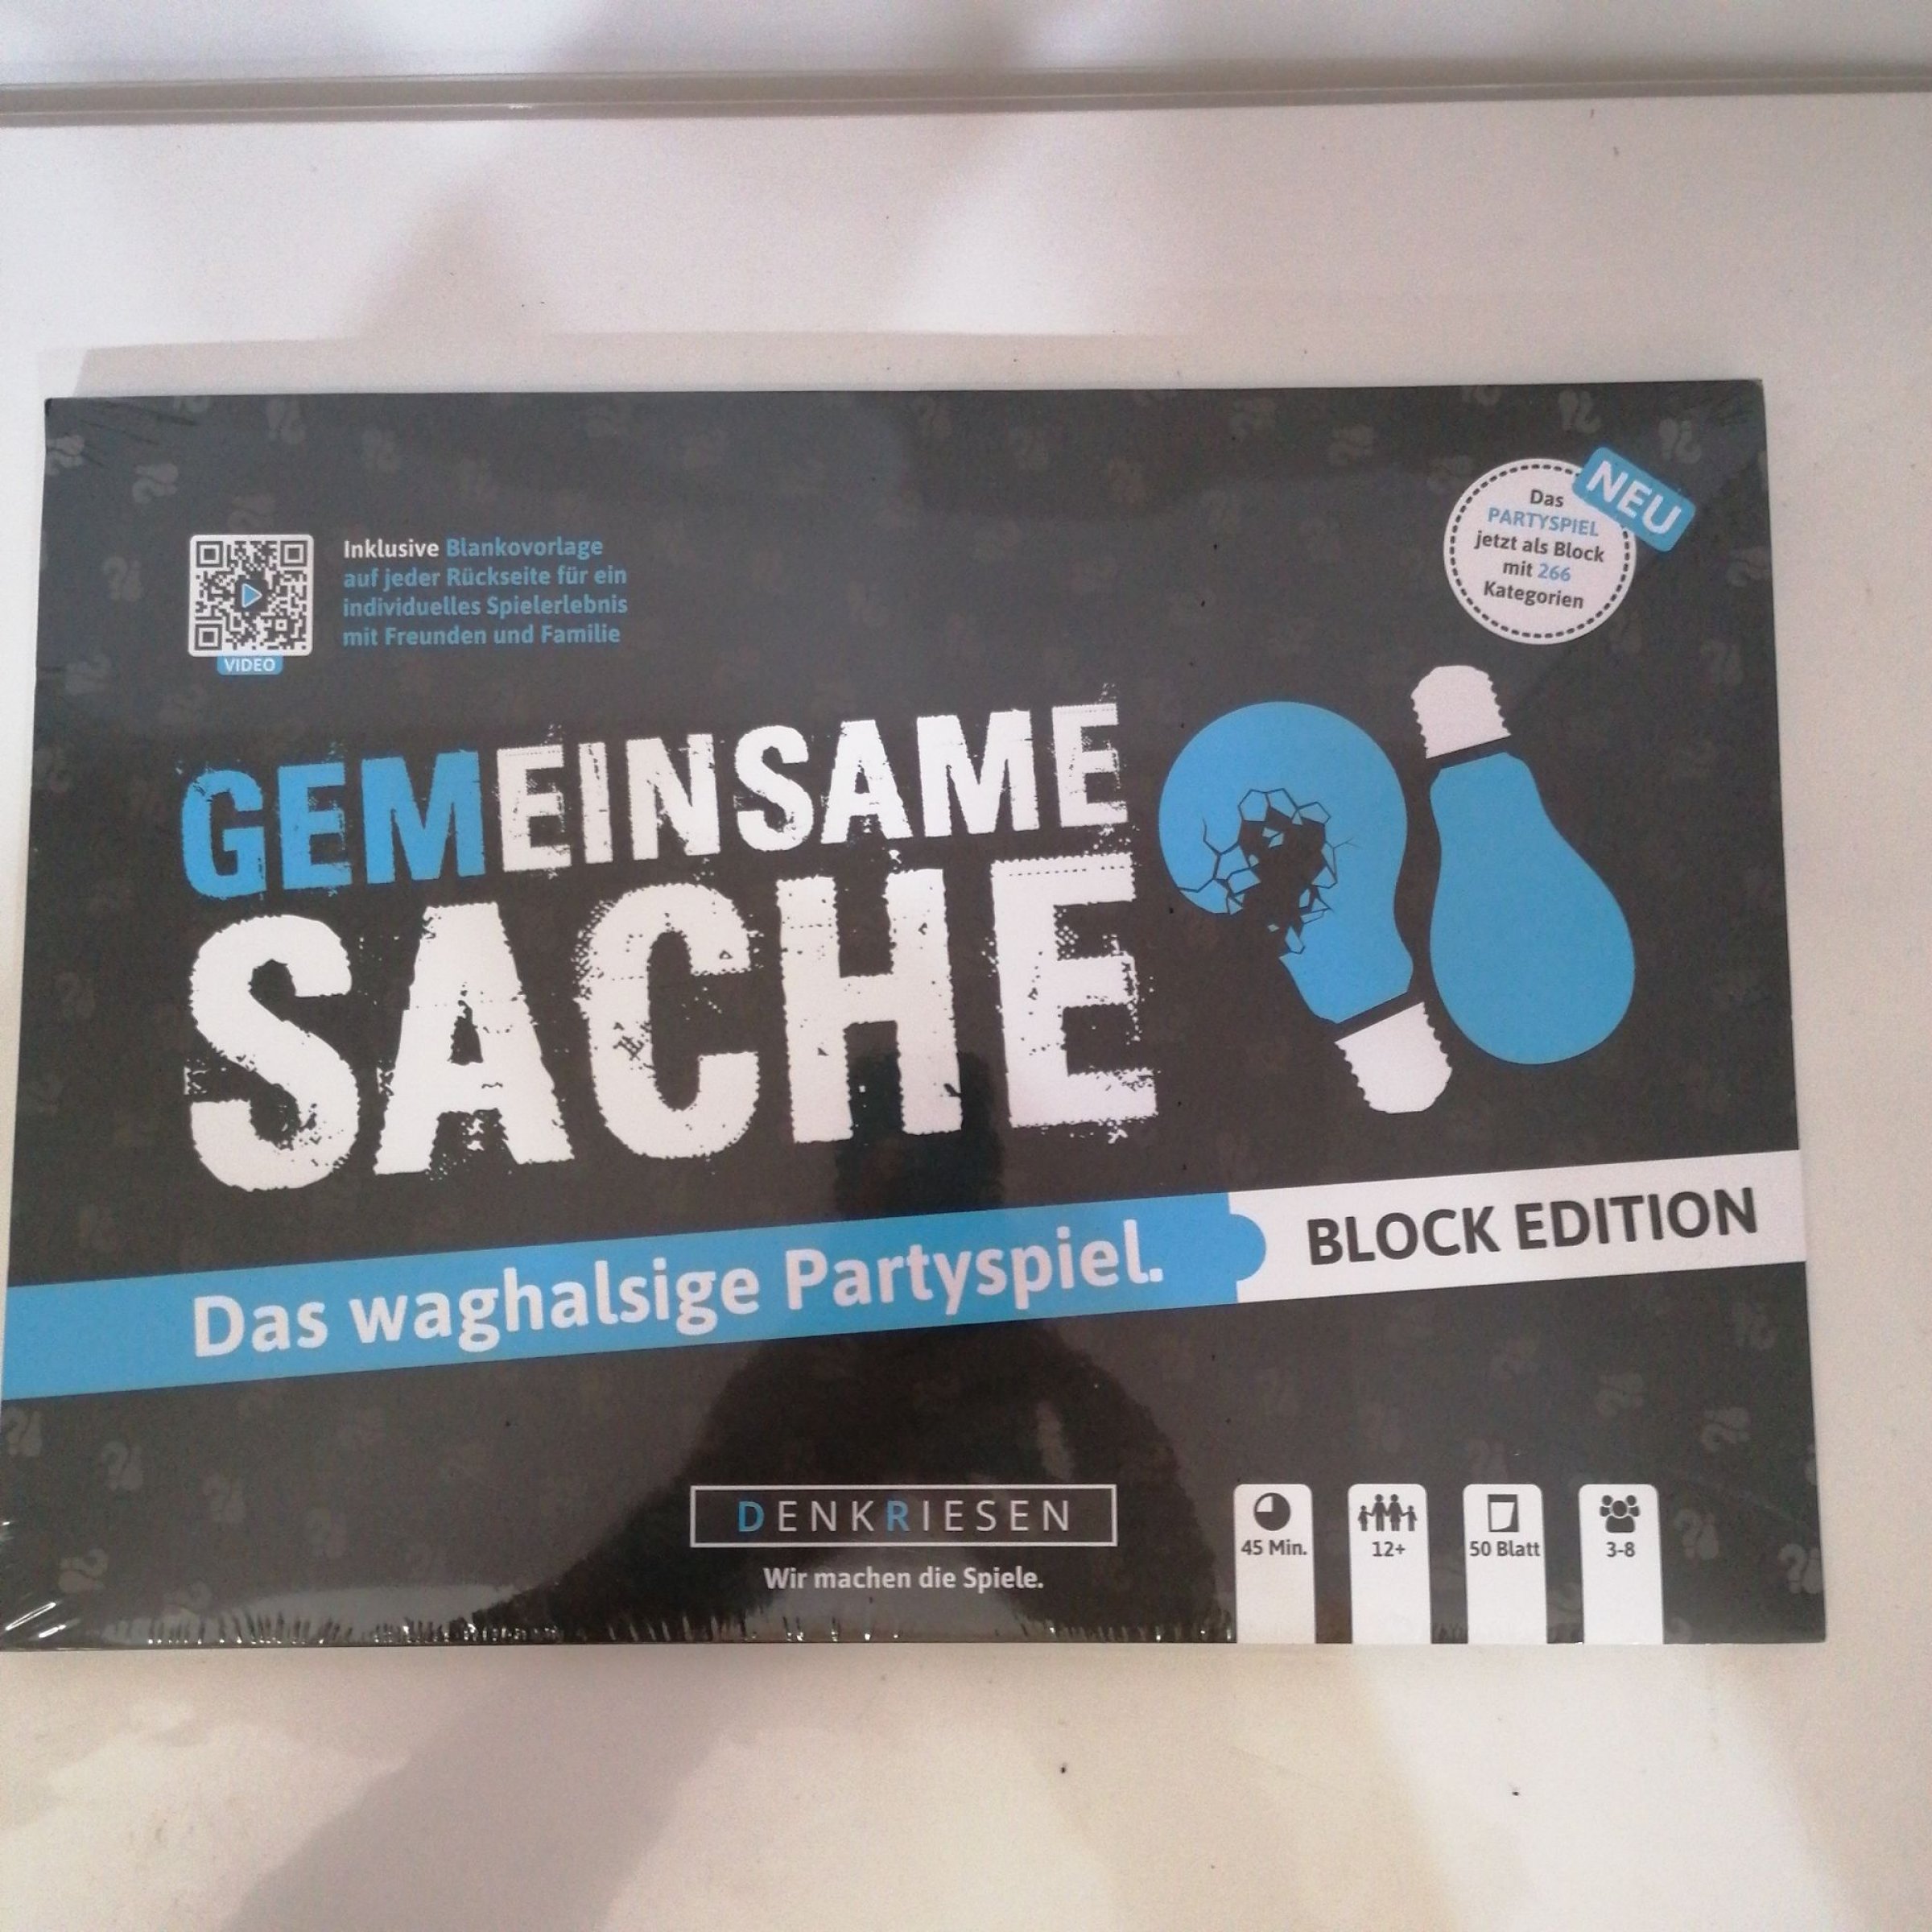 Das
PARTYSPIEL
jetzt als Block
mit 266
Kategorien
NEU
Inklusive Blankovorlage
auf jeder Rückseite für ein
individuelles Spielerlebnis
mit Freunden und Familie
VIDEO
GEMEINSAME
SACHE
Das waghalsige Partyspiel.
BLOCK EDITION
DENKRIESEN
Wir machen die Spiele.
45 Min.
12+
50 Blatt
3-8